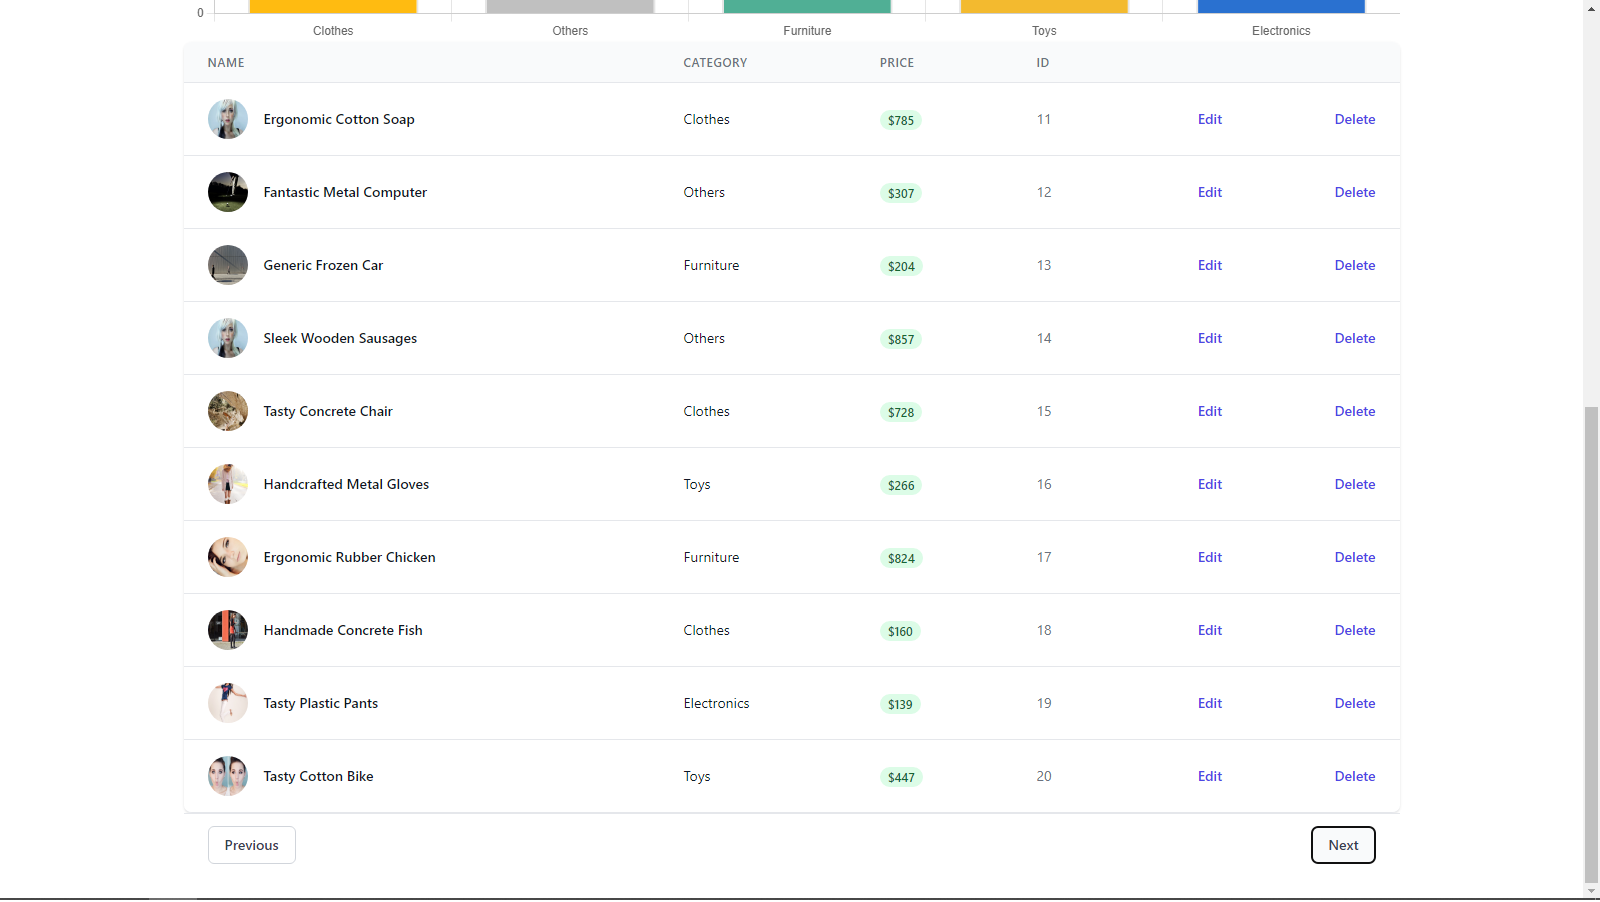 0
Clothes Others Furniture Toys Electronics
NAME CATEGORY PRICE ID
Ergonomic Cotton Soap Clothes $785 11 Edit Delete
Fantastic Metal Computer Others $307 12 Edit Delete
Generic Frozen Car Furniture $204 13 Edit Delete
Sleek Wooden Sausages Others $857 14 Edit Delete
Tasty Concrete Chair Clothes $728 15 Edit Delete
Handcrafted Metal Gloves Toys $266 16 Edit Delete
Ergonomic Rubber Chicken Furniture $824 17 Edit Delete
Handmade Concrete Fish Clothes $160 18 Edit Delete
Tasty Plastic Pants Electronics $139 19 Edit Delete
Tasty Cotton Bike Toys $447 20 Edit Delete
Previous Next